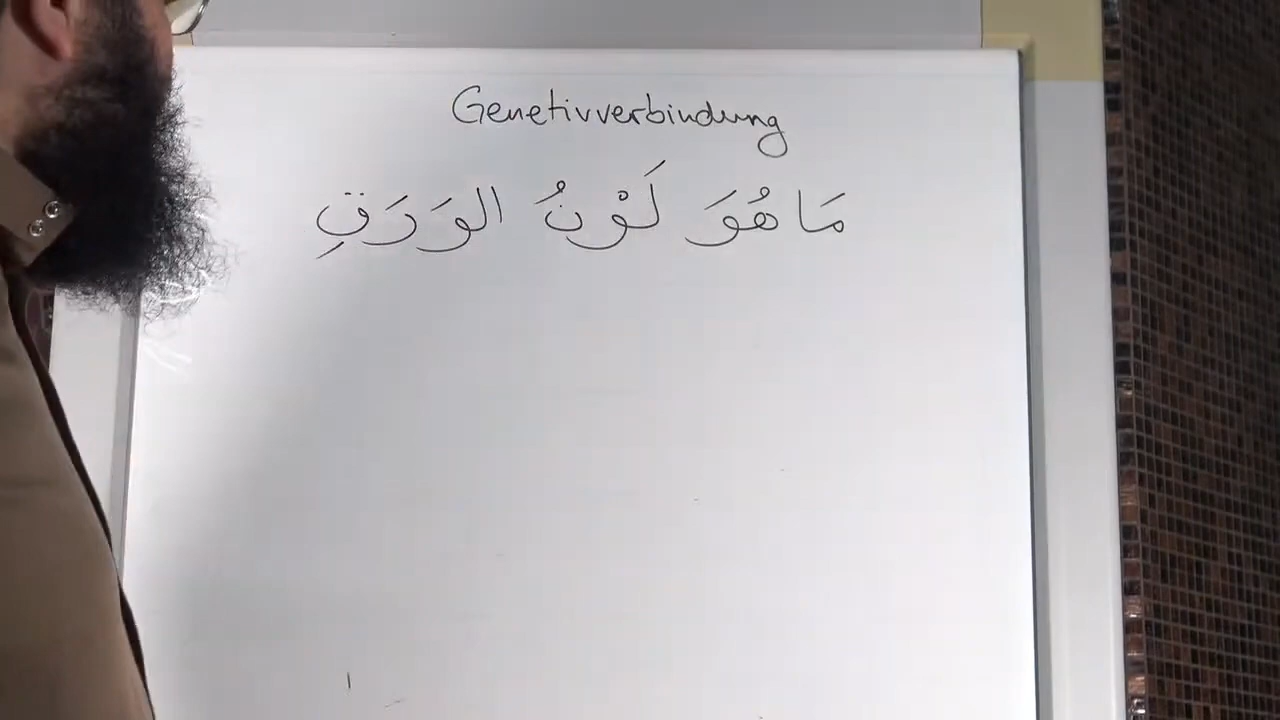 Genetivverbindung
مَا هُوَ لَوْنُ الوَرَقِ